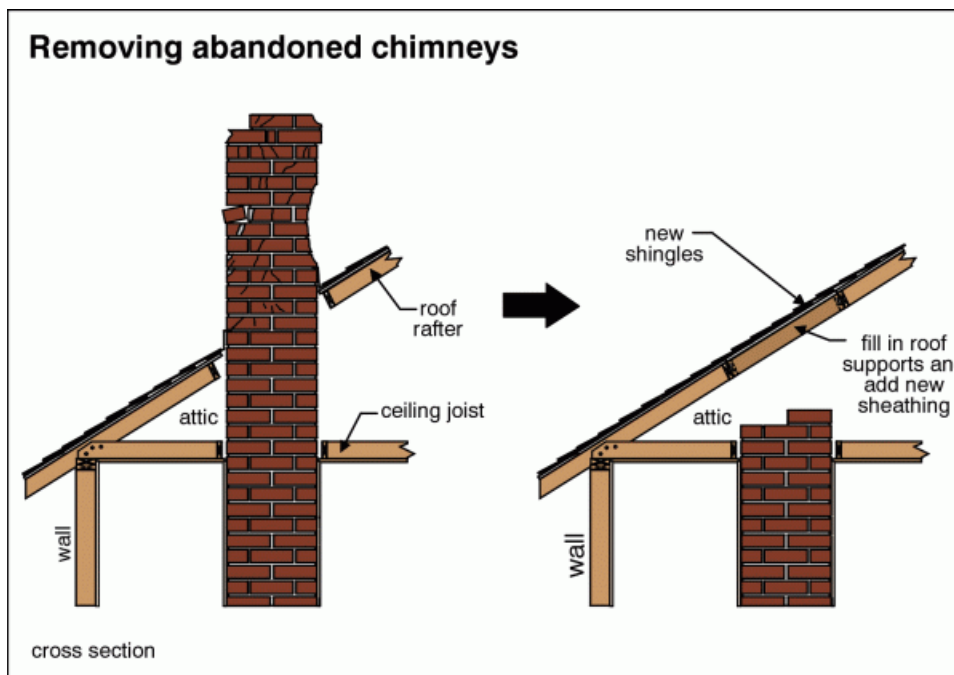 Removing abandoned chimneys
roof
rafter
ceiling joist
attic
wall
cross section
new
shingles
fill in roof
supports an
add new
sheathing
attic
wall